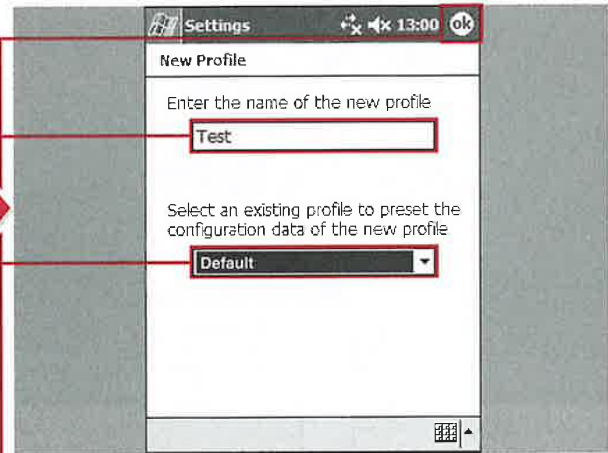 Settings 13:00 ok
New Profile
Enter the name of the new profile
Test
Select an existing profile to preset the
configuration data of the new profile
Default